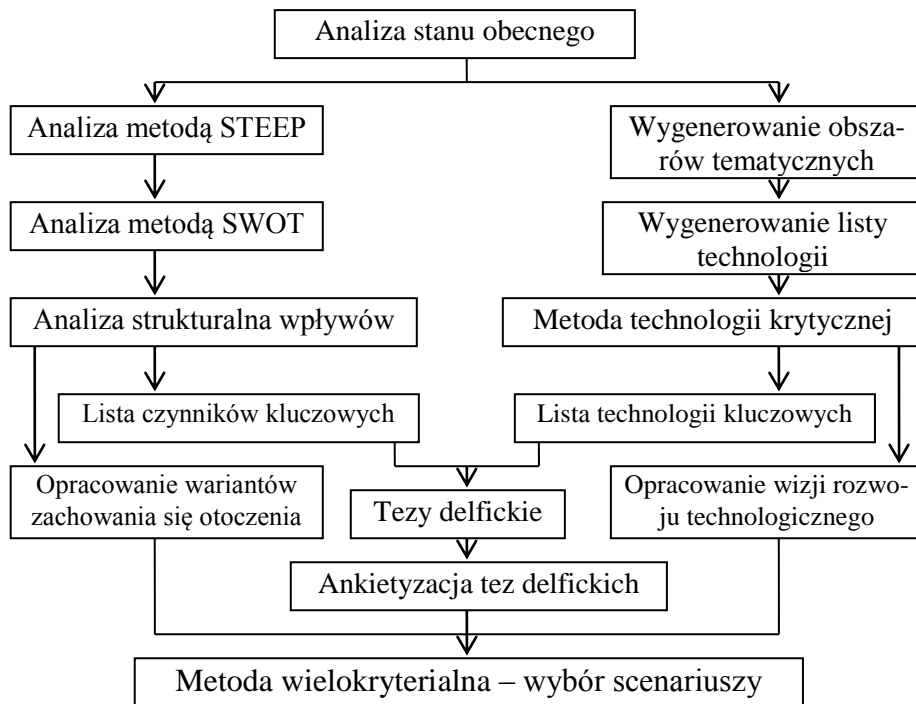 Analiza stanu obecnego
Analiza metodą STEEP
Wygenerowanie obsza-
rów tematycznych
Analiza metodą SWOT
Wygenerowanie listy
technologii
Analiza strukturalna wpływów
Metoda technologii krytycznej
Lista czynników kluczowych
Lista technologii kluczowych
Opracowanie wariantów
zachowania się otoczenia
Tezy delfickie
Opracowanie wizji rozwo-
ju technologicznego
Ankietyzacja tez delfickich
Metoda wielokryterialna – wybór scenariuszy